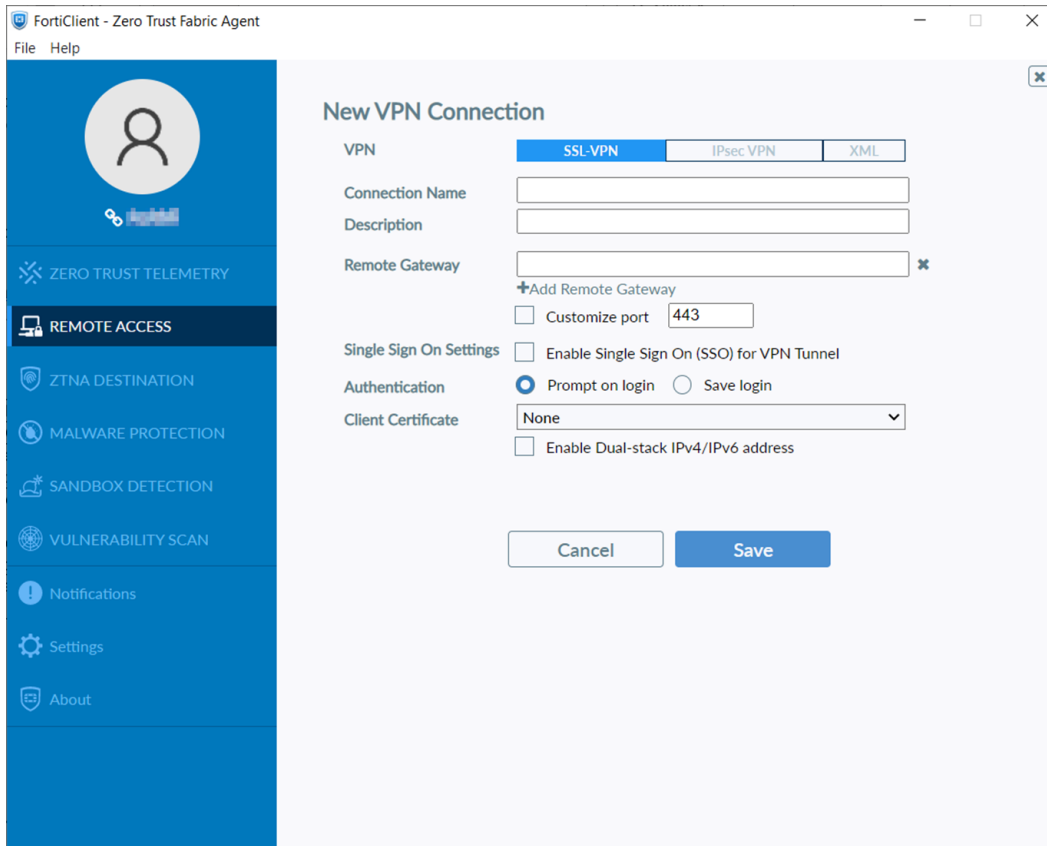 FortiClient - Zero Trust Fabric Agent
File Help
New VPN Connection
VPN SSL-VPN IPsec VPN XML
Connection Name
Description
Remote Gateway
+Add Remote Gateway
Customize port 443
Single Sign On Settings Enable Single Sign On (SSO) for VPN Tunnel
Authentication Prompt on login Save login
Client Certificate None
Enable Dual-stack IPv4/IPv6 address
Cancel Save
ZERO TRUST TELEMETRY
REMOTE ACCESS
ZTNA DESTINATION
MALWARE PROTECTION
SANDBOX DETECTION
VULNERABILITY SCAN
Notifications
Settings
About